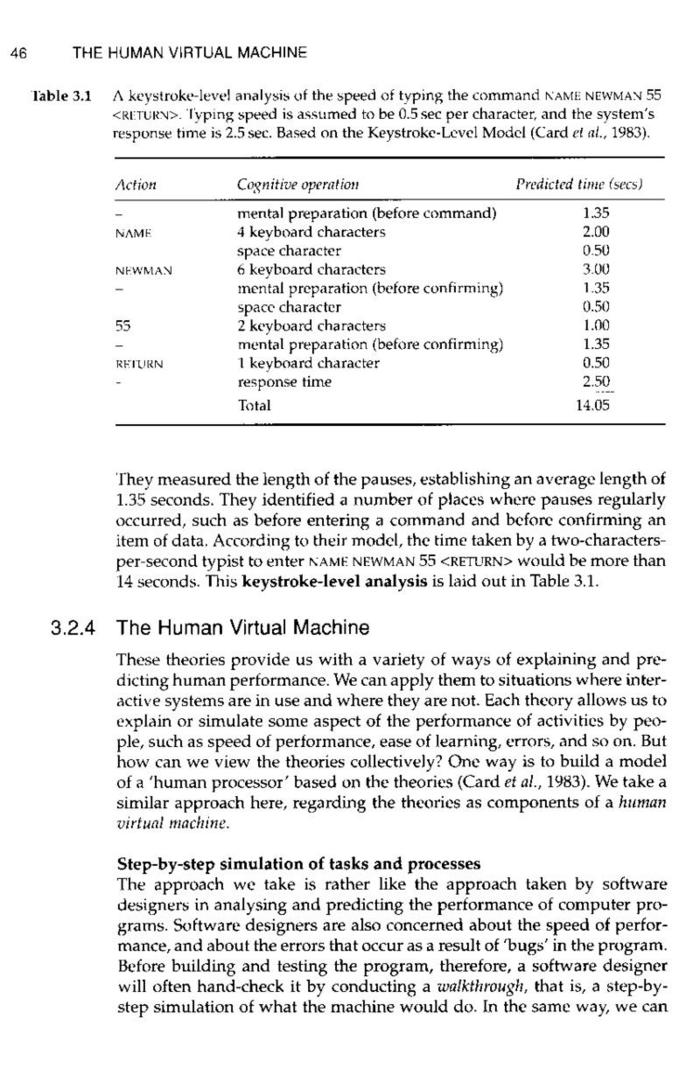 46 THE HUMAN VIRTUAL MACHINE
Table 3.1 A keystroke-level analysis of the speed of typing the command NAME NEWMAN 55
<RETURN>. Typing speed is assumed to be 0.5 sec per character, and the system's
response time is 2.5 sec. Based on the Keystroke-Level Model (Card et al., 1983).
Action Cognitive operation Predicted time (secs)
– mental preparation (before command) 1.35
NAME 4 keyboard characters 2.00
space character 0.50
NEWMAN 6 keyboard characters 3.00
– mental preparation (before confirming) 1.35
space character 0.50
55 2 keyboard characters 1.00
– mental preparation (before confirming) 1.35
RETURN 1 keyboard character 0.50
- response time 2.50
Total 14.05
They measured the length of the pauses, establishing an average length of
1.35 seconds. They identified a number of places where pauses regularly
occurred, such as before entering a command and before confirming an
item of data. According to their model, the time taken by a two-characters-
per-second typist to enter NAME NEWMAN 55 <RETURN> would be more than
14 seconds. This keystroke-level analysis is laid out in Table 3.1.
3.2.4 The Human Virtual Machine
These theories provide us with a variety of ways of explaining and pre-
dicting human performance. We can apply them to situations where inter-
active systems are in use and where they are not. Each theory allows us to
explain or simulate some aspect of the performance of activities by peo-
ple, such as speed of performance, ease of learning, errors, and so on. But
how can we view the theories collectively? One way is to build a model
of a 'human processor' based on the theories (Card et al., 1983). We take a
similar approach here, regarding the theories as components of a human
virtual machine.
Step-by-step simulation of tasks and processes
The approach we take is rather like the approach taken by software
designers in analysing and predicting the performance of computer pro-
grams. Software designers are also concerned about the speed of perfor-
mance, and about the errors that occur as a result of 'bugs' in the program.
Before building and testing the program, therefore, a software designer
will often hand-check it by conducting a walkthrough, that is, a step-by-
step simulation of what the machine would do. In the same way, we can